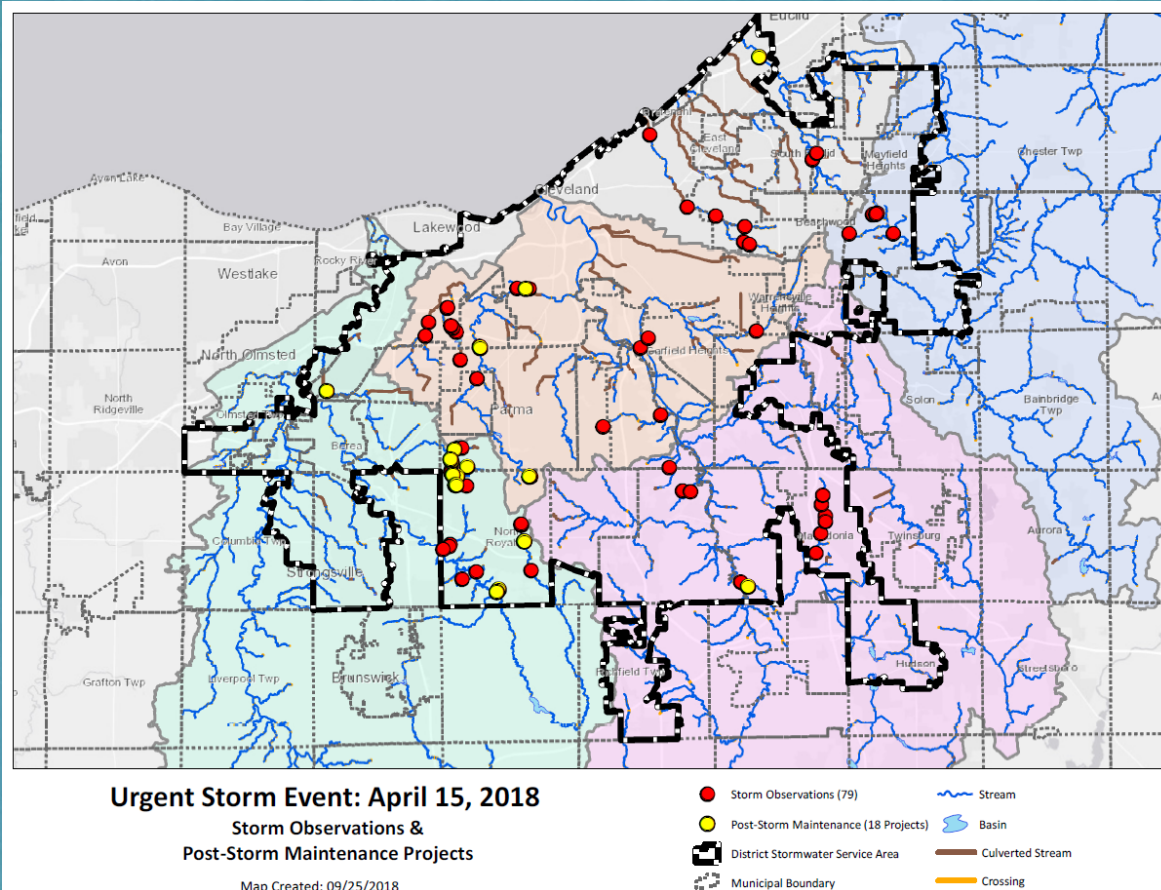 Euclid
Bratenahl
East
Cleveland
South Euclid
Mayfield
Heights
Chester Twp
Avon Lake
Cleveland
Lakewood
Bay Village
Beachwood
Avon
Rocky River
Westlake
Warrensville
Heights
North Olmsted
Garfield Heights
North
Ridgeville
Olmsted Twp
Parma
Solon
Bainbridge
Twp
Berea
Columbia Twp
North
Royalton
Macedonia
Twinsburg
Aurora
Strongsville
Grafton Twp
Liverpool Twp
Brunswick
Richfield Twp
Hudson
Streetsboro
Urgent Storm Event: April 15, 2018
Storm Observations &
Post-Storm Maintenance Projects
Map Created: 09/25/2018
Storm Observations (79)
Stream
Post-Storm Maintenance (18 Projects)
Basin
District Stormwater Service Area
Culverted Stream
Municipal Boundary
Crossing